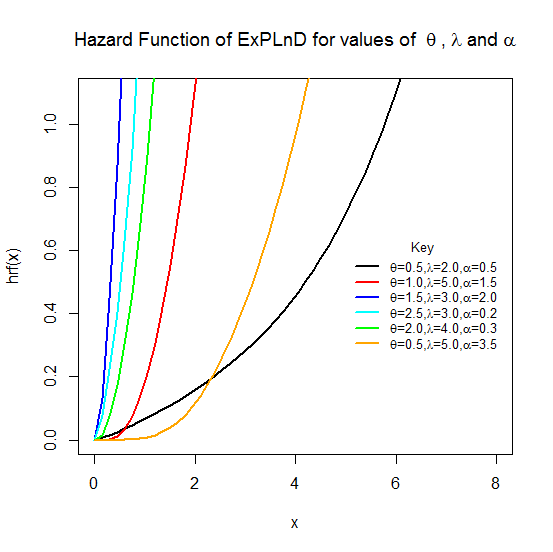 Hazard Function of ExPLnD for values of θ , λ and α
hrf(x)
1.0
0.8
0.6
0.4
0.2
0.0
Key
θ=0.5,λ=2.0,α=0.5
θ=1.0,λ=5.0,α=1.5
θ=1.5,λ=3.0,α=2.0
θ=2.5,λ=3.0,α=0.2
θ=2.0,λ=4.0,α=0.3
θ=0.5,λ=5.0,α=3.5
0 2 4 6 8
x